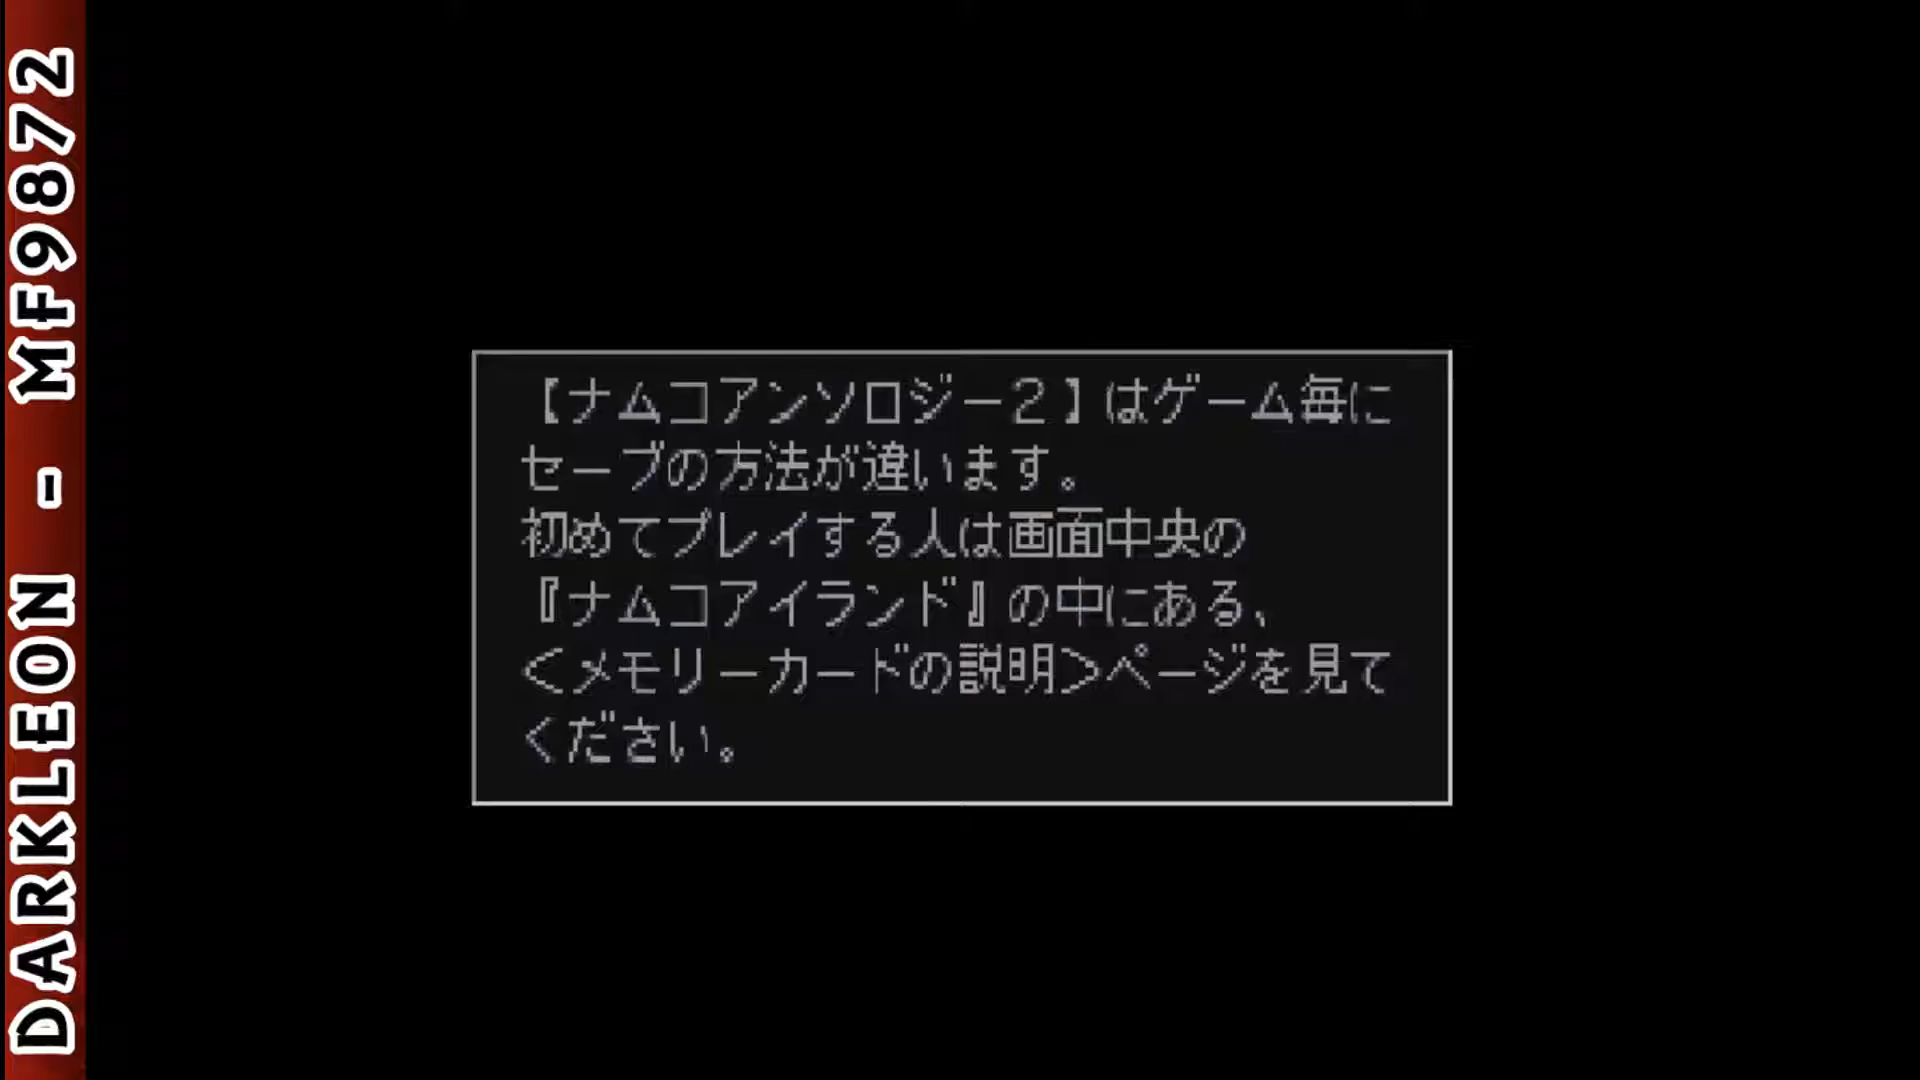 DARKLEON - MF9872
【ナムコアンソロジー2】はゲーム毎に
セーブの方法が違います。
初めてプレイする人は画面中央の
『ナムコアイランド』の中にある、
<メモリーカードの説明>ページを見て
ください。